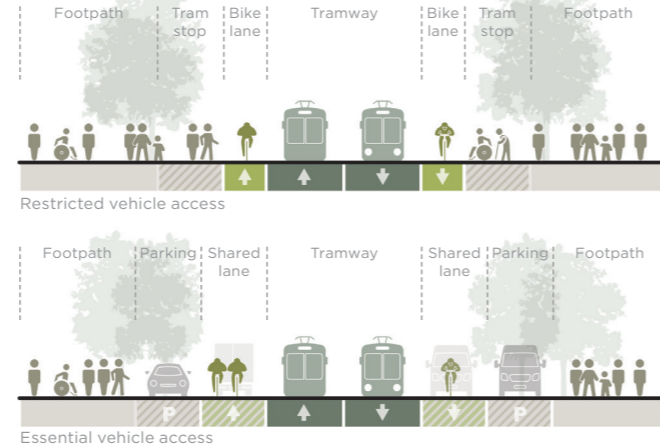 Footpath Tram stop Bike lane Tramway Bike lane Tram stop Footpath
Restricted vehicle access
Footpath Parking Shared lane Tramway Shared lane Parking Footpath
P P
Essential vehicle access